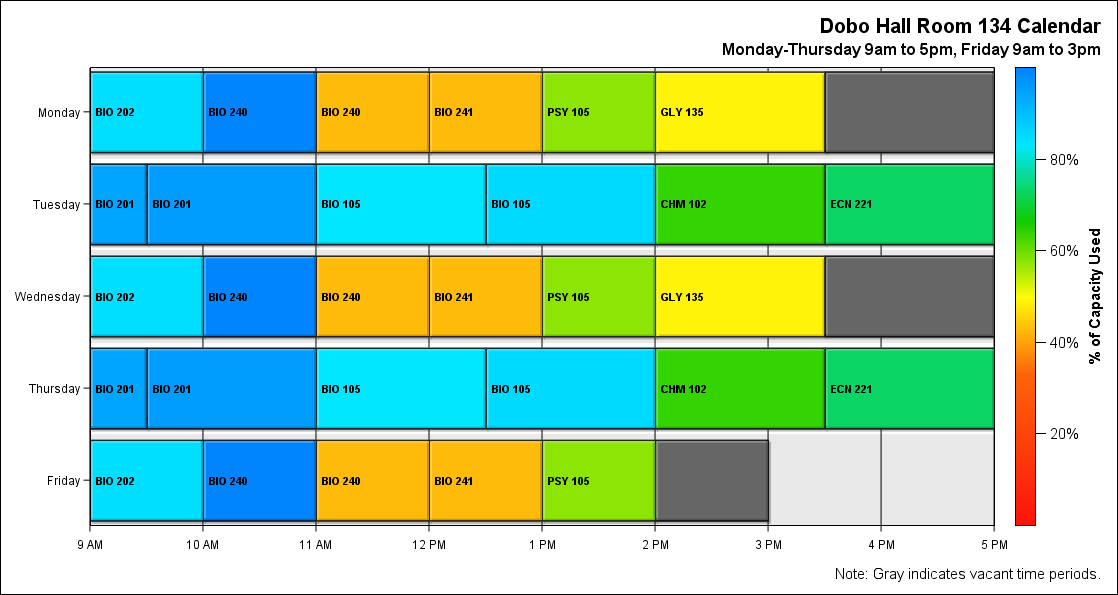 Dobo Hall Room 134 Calendar
Monday-Thursday 9am to 5pm, Friday 9am to 3pm
Monday
BIO 202 BIO 240 BIO 240 BIO 241 PSY 105 GLY 135
Tuesday
BIO 201 BIO 201 BIO 105 BIO 105 CHM 102 ECN 221
Wednesday
BIO 202 BIO 240 BIO 240 BIO 241 PSY 105 GLY 135
Thursday
BIO 201 BIO 201 BIO 105 BIO 105 CHM 102 ECN 221
Friday
BIO 202 BIO 240 BIO 240 BIO 241 PSY 105
9 AM 10 AM 11 AM 12 PM 1 PM 2 PM 3 PM 4 PM 5 PM
80%
60%
40%
20%
% of Capacity Used
Note: Gray indicates vacant time periods.